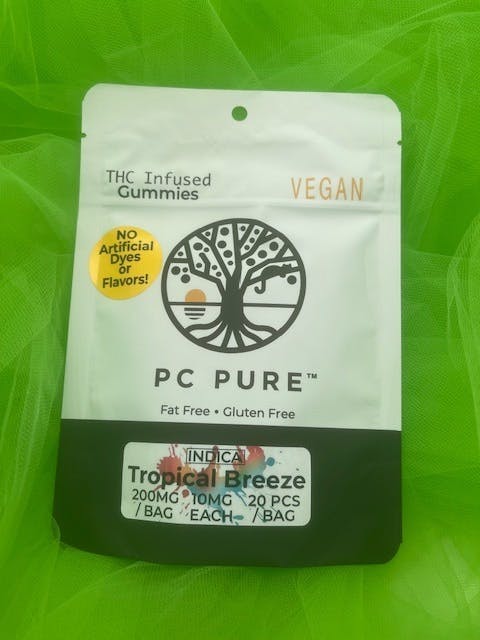 THC Infused
Gummies
VEGAN
NO
Artificial
Dyes
or
Flavors!
PC PURE™
Fat Free • Gluten Free
INDICA
Tropical Breeze
200MG 10MG 20 PCS
/BAG EACH /BAG